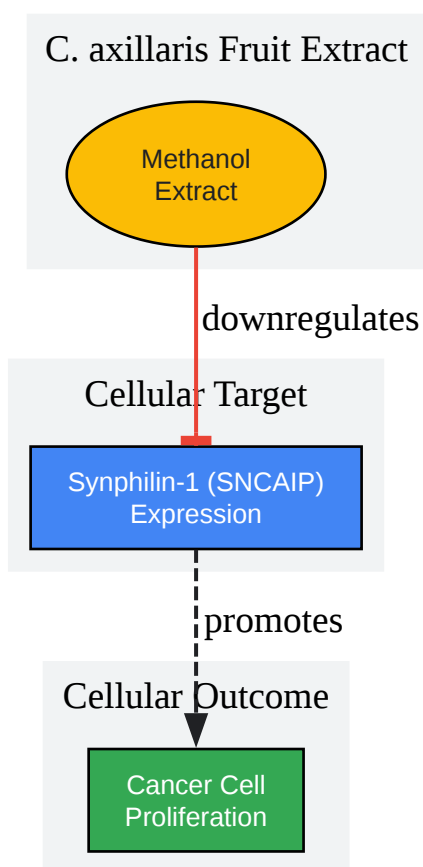 C. axillaris Fruit Extract
Methanol
Extract
downregulates
Cellular Target
Synphilin-1 (SNCAIP)
Expression
promotes
Cellular Outcome
Cancer Cell
Proliferation